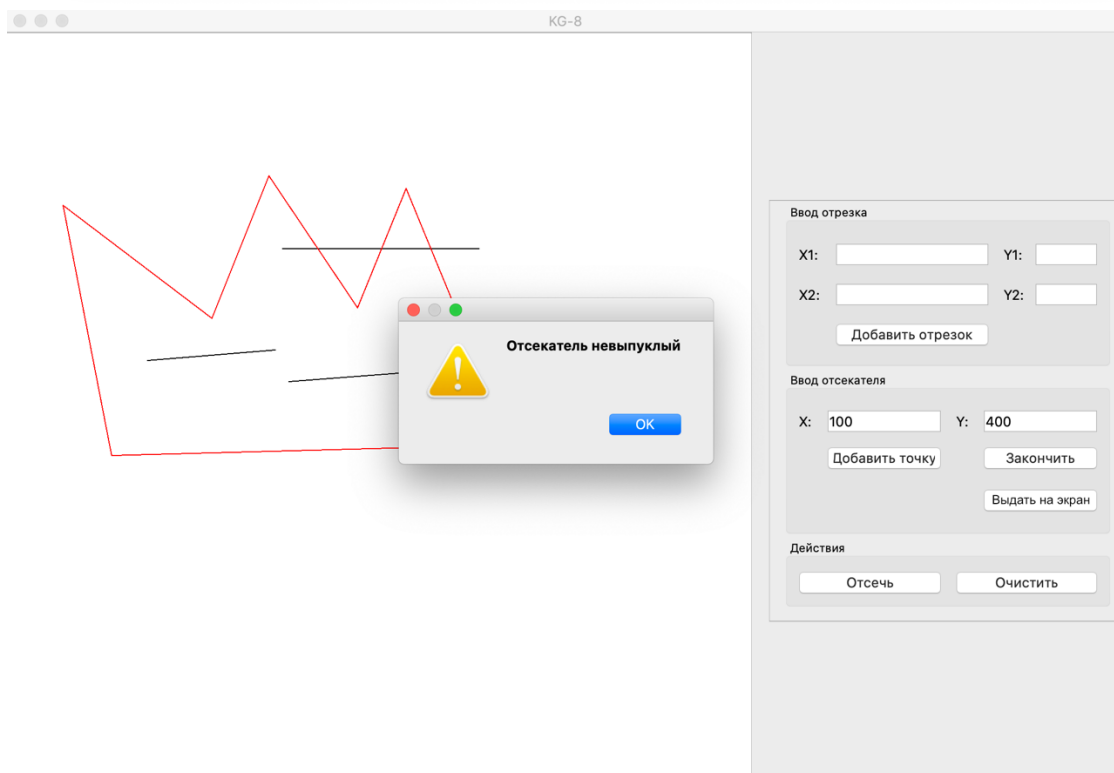 KG-8
Отсекатель невыпуклый
OK
Ввод отрезка
X1: Y1:
X2: Y2:
Добавить отрезок
Ввод отсекателя
X: 100 Y: 400
Добавить точку Закончить
Выдать на экран
Действия
Отсечь Очистить